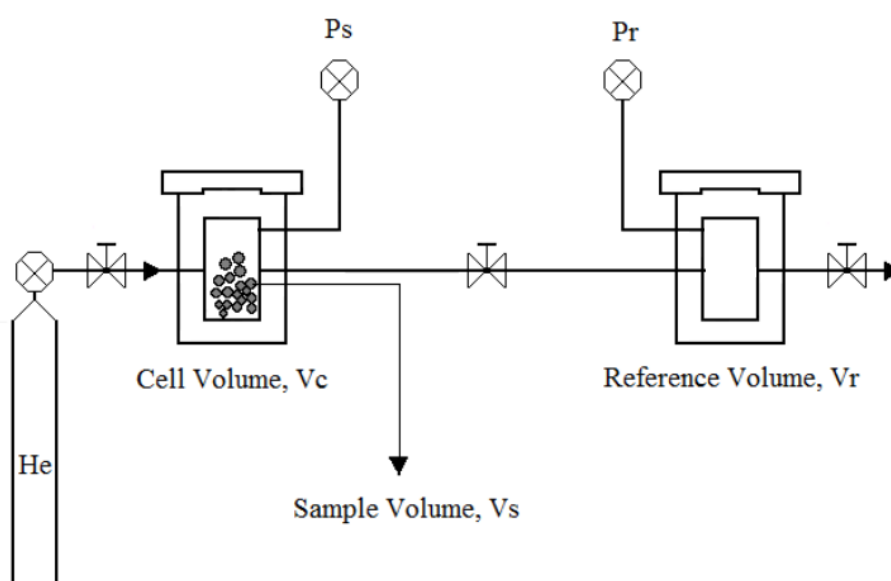 Ps
Pr
Cell Volume, Vc
Reference Volume, Vr
He
Sample Volume, Vs